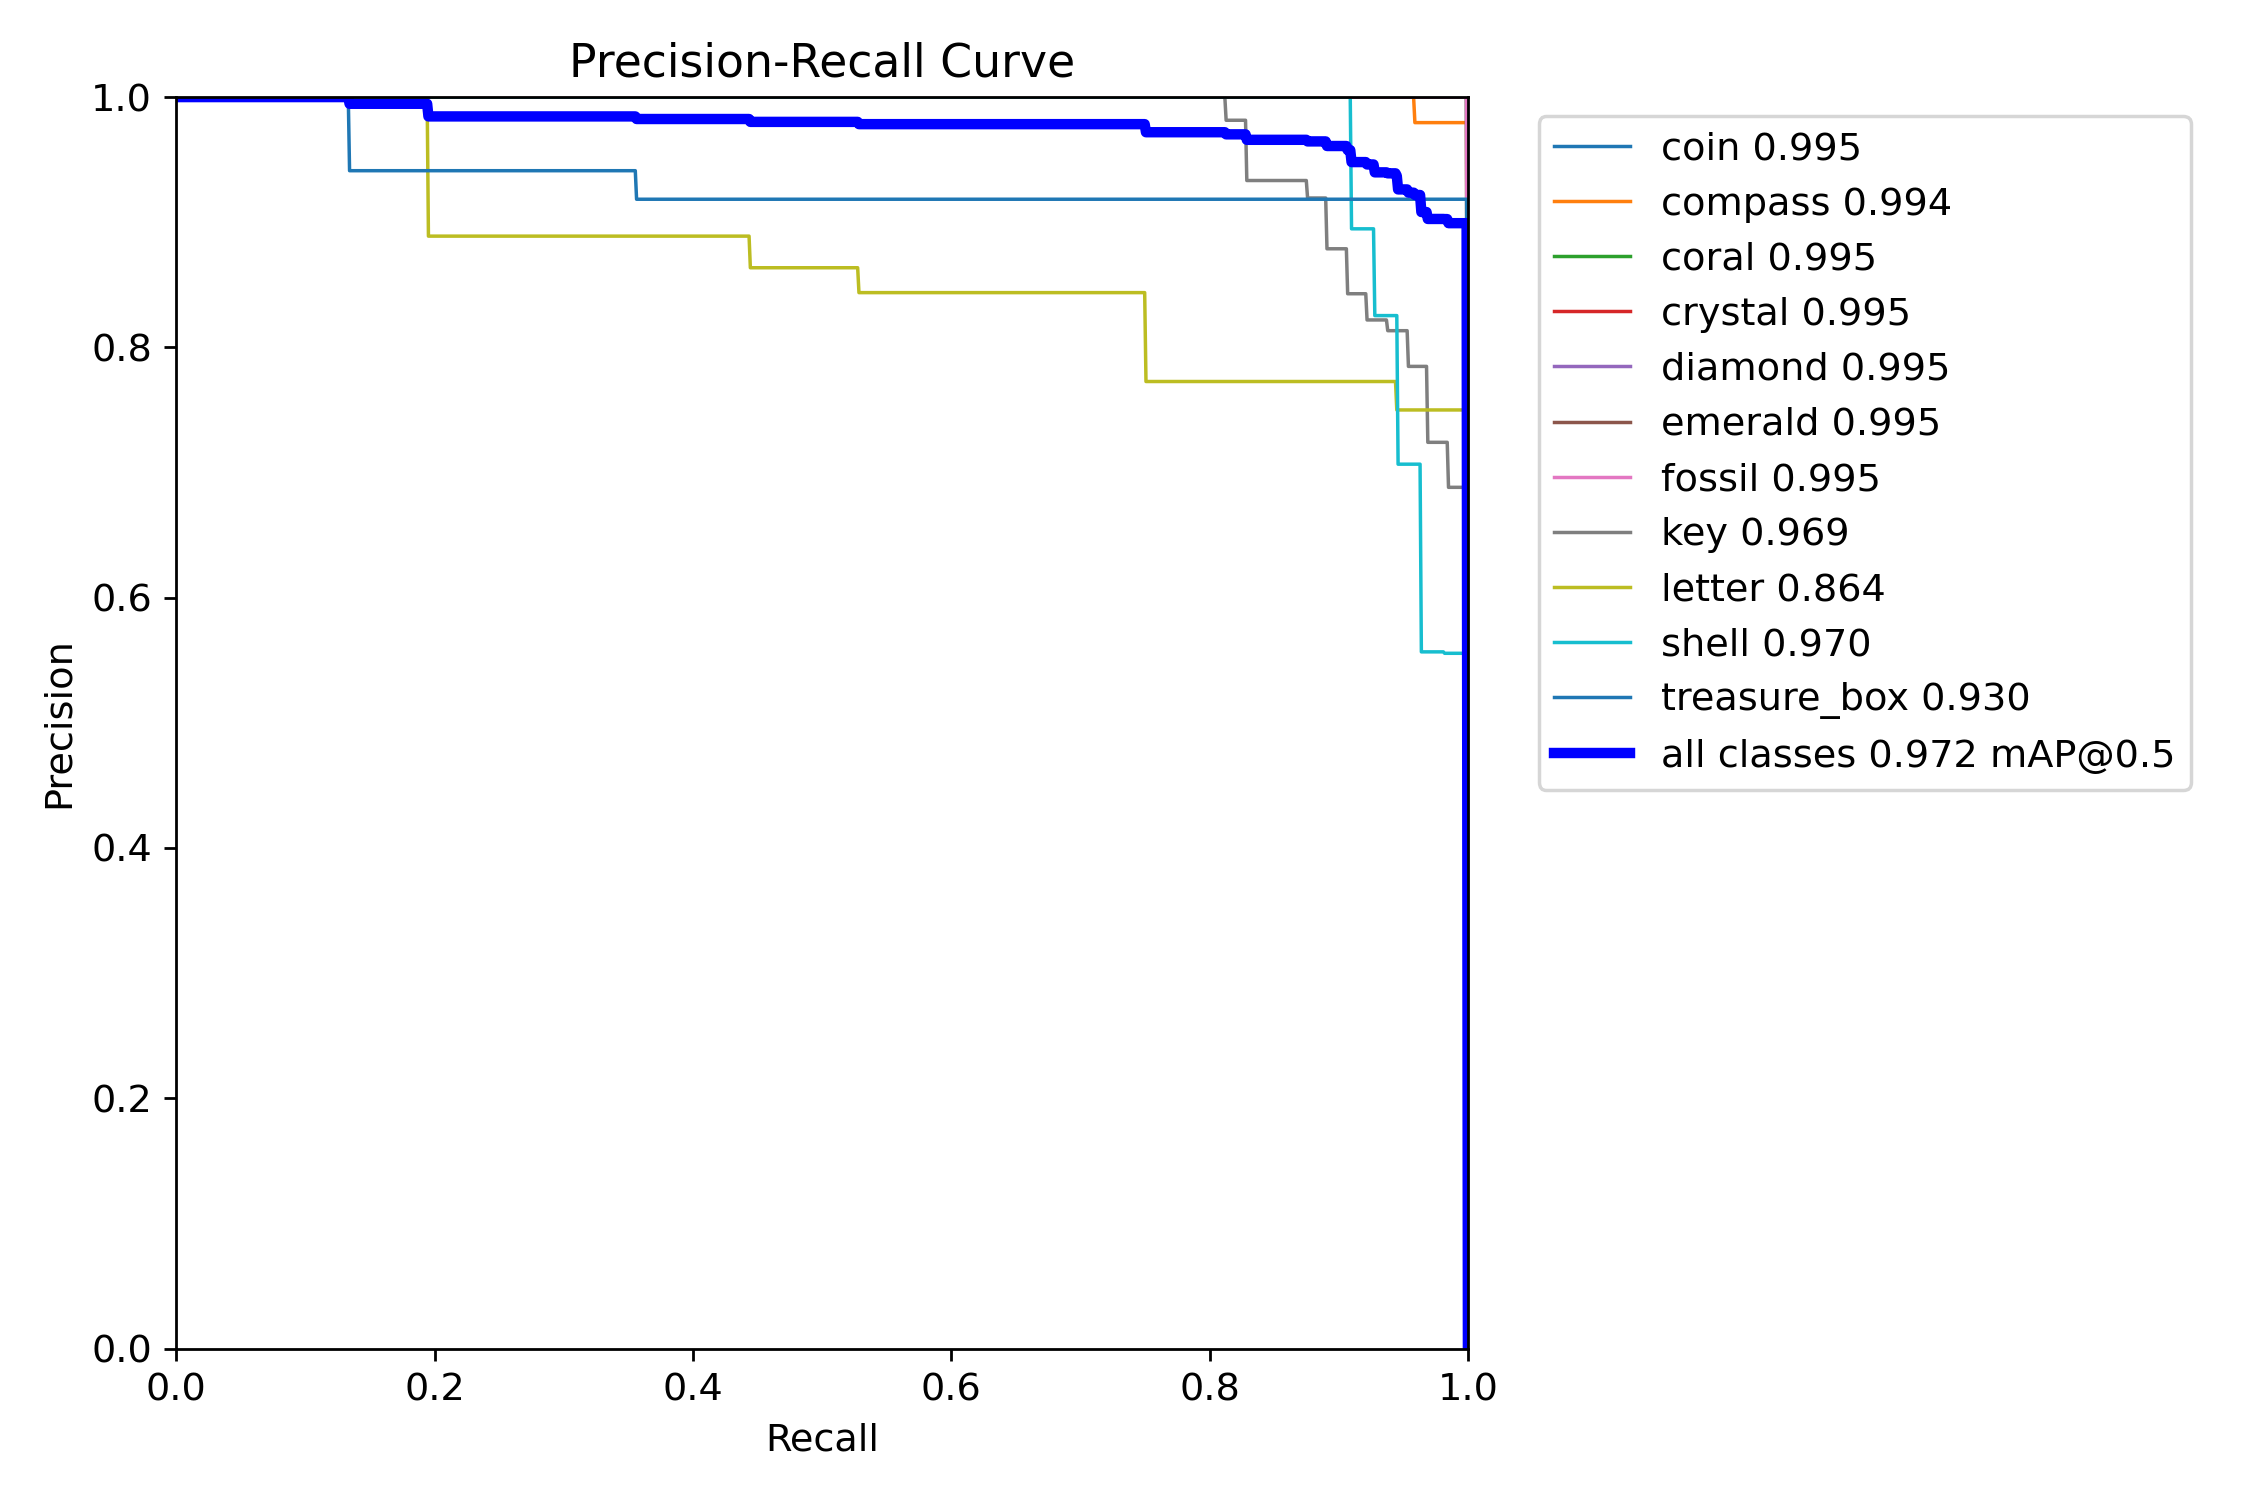 Precision-Recall Curve
1.0
0.8
0.6
0.4
0.2
0.0
Precision
0.0 0.2 0.4 0.6 0.8 1.0
Recall
coin 0.995
compass 0.994
coral 0.995
crystal 0.995
diamond 0.995
emerald 0.995
fossil 0.995
key 0.969
letter 0.864
shell 0.970
treasure_box 0.930
all classes 0.972 mAP@0.5